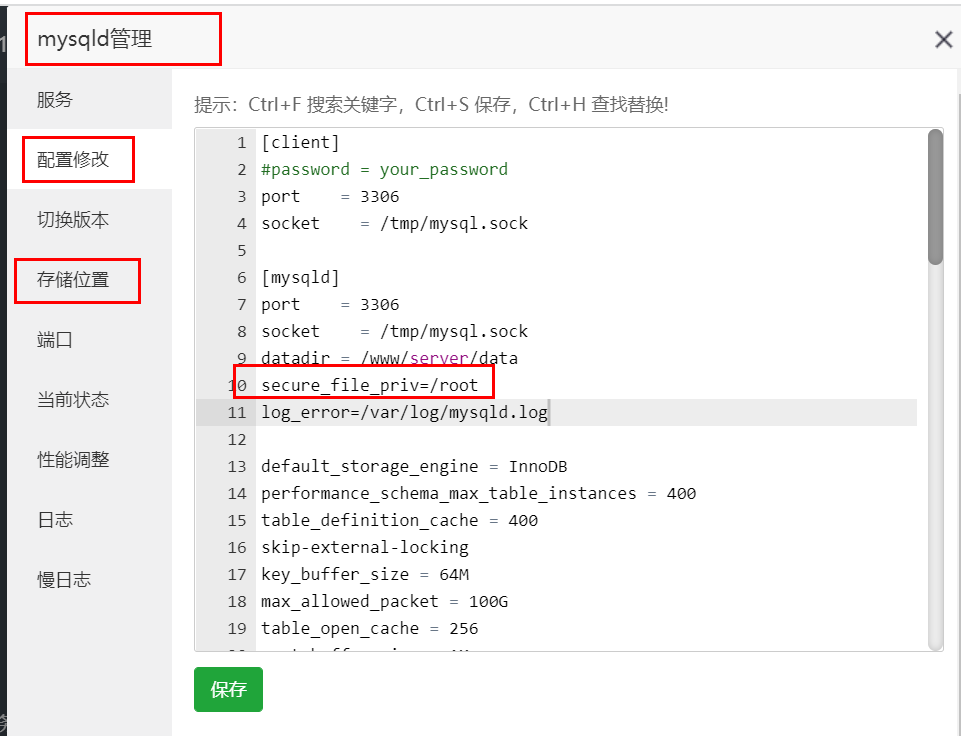 mysqld管理
服务
配置修改
切换版本
存储位置
端口
当前状态
性能调整
日志
慢日志
提示：Ctrl+F 搜索关键字，Ctrl+S 保存，Ctrl+H 查找替换!
1 [client]
2 #password = your_password
3 port    = 3306
4 socket    = /tmp/mysql.sock
5
6 [mysqld]
7 port    = 3306
8 socket    = /tmp/mysql.sock
9 datadir = /www/server/data
10 secure_file_priv=/root
11 log_error=/var/log/mysqld.log
12
13 default_storage_engine = InnoDB
14 performance_schema_max_table_instances = 400
15 table_definition_cache = 400
16 skip-external-locking
17 key_buffer_size = 64M
18 max_allowed_packet = 100G
19 table_open_cache = 256
保存